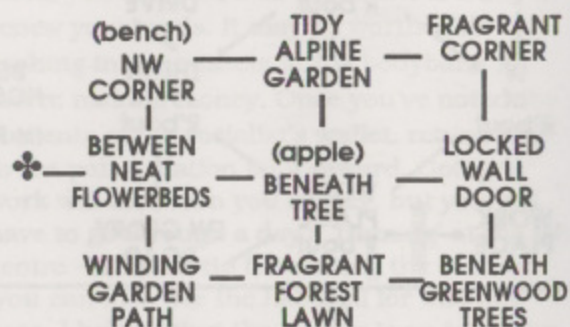 (bench)
NW
CORNER
TIDY
ALPINE
GARDEN
FRAGRANT
CORNER
BETWEEN
NEAT
FLOWERBEDS
(apple)
BENEATH
TREE
LOCKED
WALL
DOOR
WINDING
GARDEN
PATH
FRAGRANT
FOREST
LAWN
BENEATH
GREENWOOD
TREES